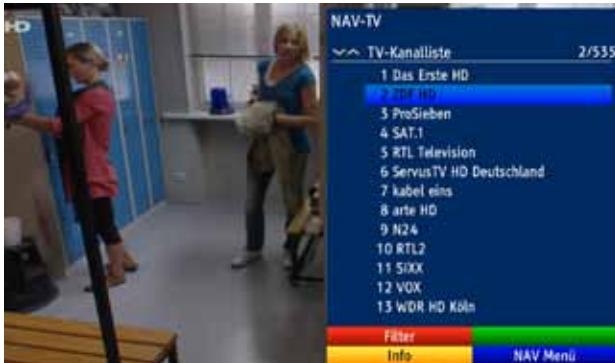 HD
NAV-TV
TV-Kanalliste 2/535
1 Das Erste HD
2 ZDF HD
3 ProSieben
4 SAT.1
5 RTL Television
6 ServusTV HD Deutschland
7 kabel eins
8 arte HD
9 N24
10 RTL2
11 SIXX
12 VOX
13 WDR HD Köln
Filter
Info NAV Menü